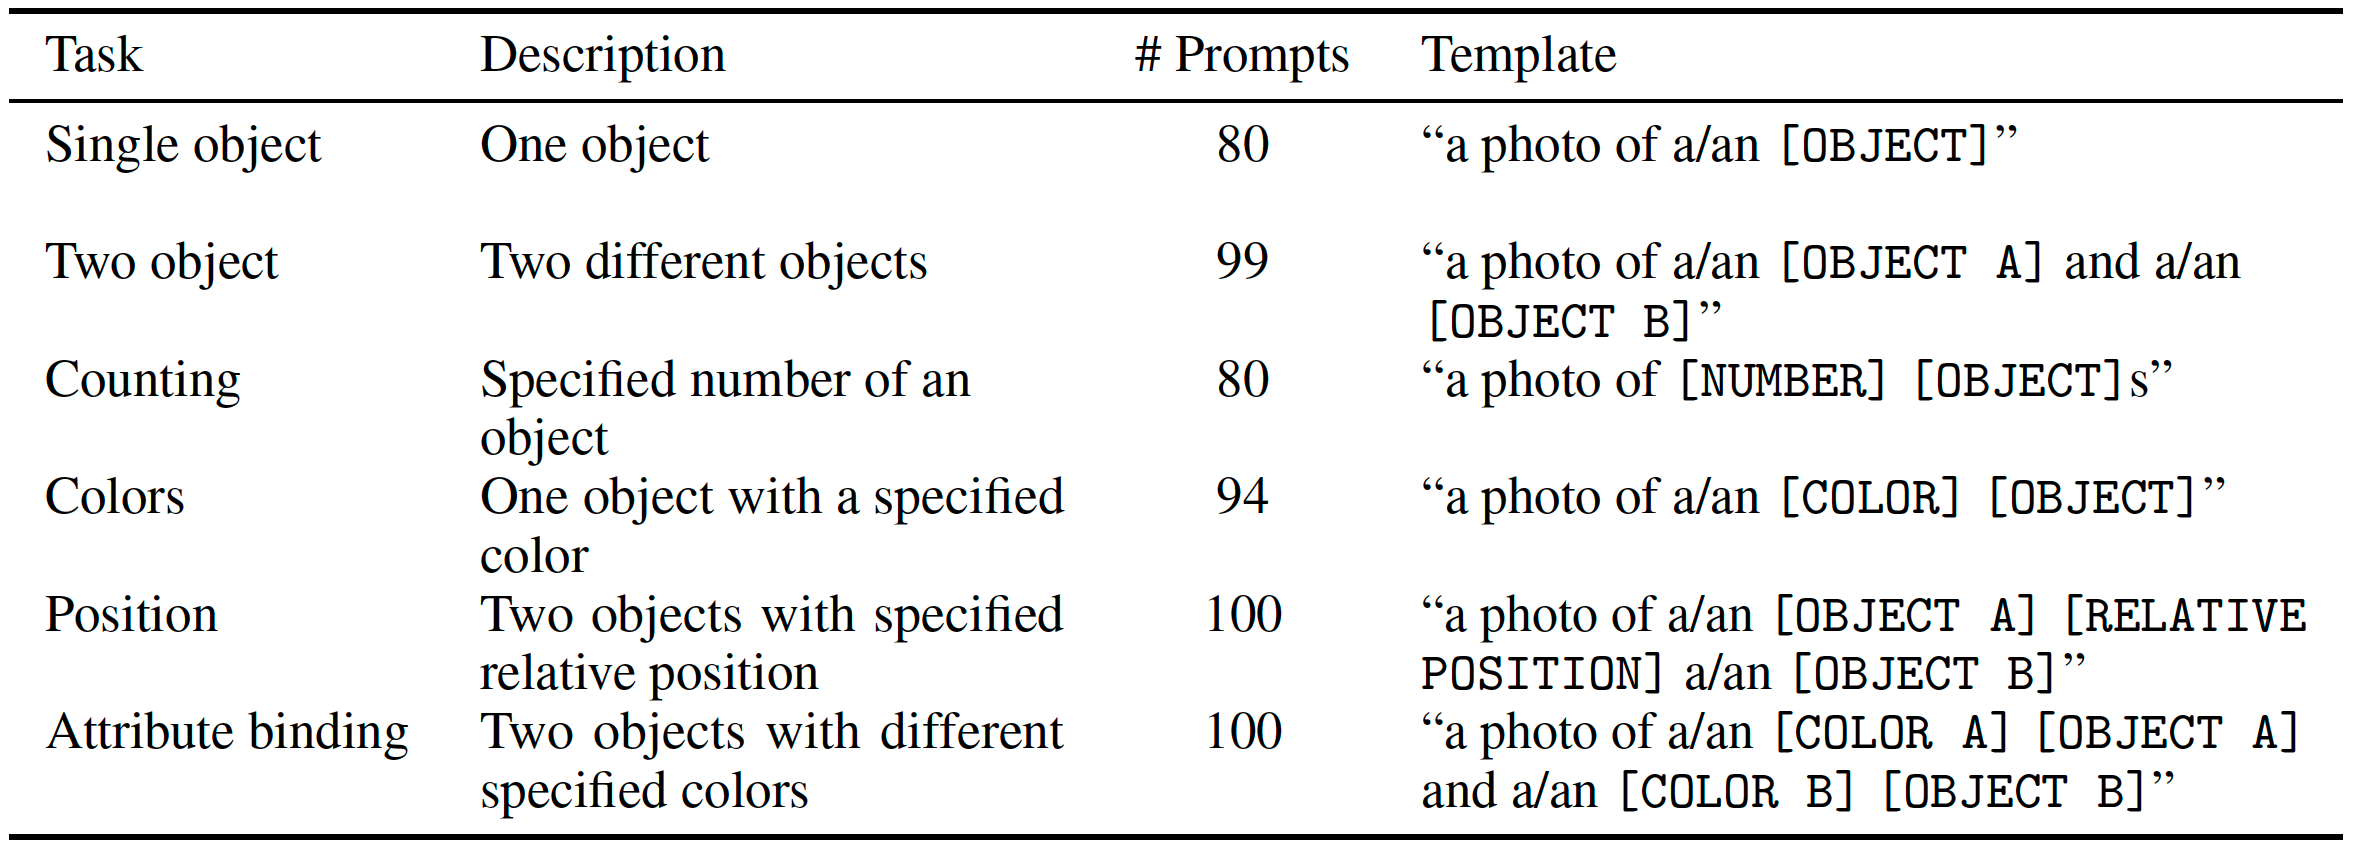 Task Description # Prompts Template
Single object One object 80 “a photo of a/an [OBJECT]”
Two object Two different objects 99 “a photo of a/an [OBJECT A] and a/an
[OBJECT B]”
Counting Specified number of an 80 “a photo of [NUMBER] [OBJECT]s”
object
Colors One object with a specified 94 “a photo of a/an [COLOR] [OBJECT]”
color
Position Two objects with specified 100 “a photo of a/an [OBJECT A] [RELATIVE
relative position POSITION] a/an [OBJECT B]”
Attribute binding Two objects with different 100 “a photo of a/an [COLOR A] [OBJECT A]
specified colors and a/an [COLOR B] [OBJECT B]”